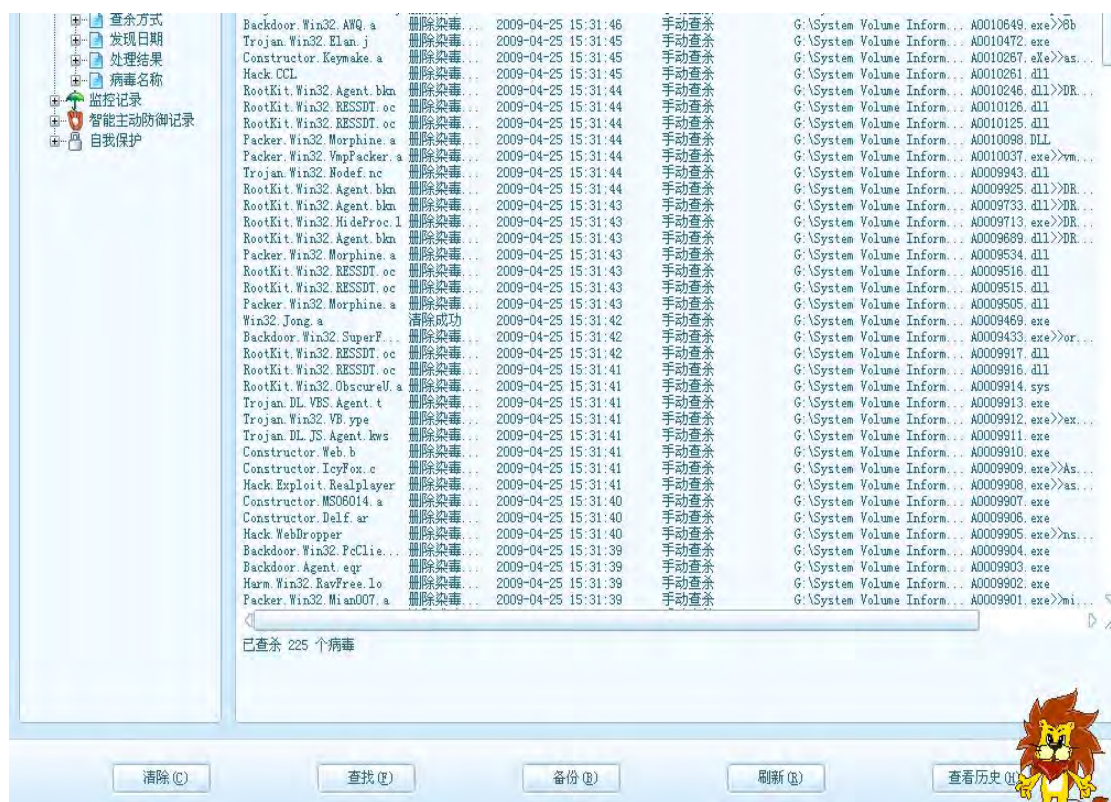 查杀方式
发现日期
处理结果
病毒名称
监控记录
智能主动防御记录
自我保护
Backdoor.Win32.AWQ.a 删除染毒... 2009-04-25 15:31:46 手动查杀 G:\System Volume Inform... A0010649.exe>>8b
Trojan.Win32.Elan.j 删除染毒... 2009-04-25 15:31:45 手动查杀 G:\System Volume Inform... A0010472.exe
Constructor.Keymake.a 删除染毒... 2009-04-25 15:31:45 手动查杀 G:\System Volume Inform... A0010267.eXe>>as...
Hack.CCL 删除染毒... 2009-04-25 15:31:45 手动查杀 G:\System Volume Inform... A0010261.dll
RootKit.Win32.Agent.bkn 删除染毒... 2009-04-25 15:31:44 手动查杀 G:\System Volume Inform... A0010246.dll>>DR...
RootKit.Win32.RESSDT.oc 删除染毒... 2009-04-25 15:31:44 手动查杀 G:\System Volume Inform... A0010126.dll
RootKit.Win32.RESSDT.oc 删除染毒... 2009-04-25 15:31:44 手动查杀 G:\System Volume Inform... A0010125.dll
Packer.Win32.Morphine.a 删除染毒... 2009-04-25 15:31:44 手动查杀 G:\System Volume Inform... A0010098.DLL
Packer.Win32.VmpPacker.a 删除染毒... 2009-04-25 15:31:44 手动查杀 G:\System Volume Inform... A0010037.exe>>vm...
Trojan.Win32.Nodef.nc 删除染毒... 2009-04-25 15:31:44 手动查杀 G:\System Volume Inform... A0009943.dll
RootKit.Win32.Agent.bkn 删除染毒... 2009-04-25 15:31:44 手动查杀 G:\System Volume Inform... A0009925.dll>>DR...
RootKit.Win32.Agent.bkn 删除染毒... 2009-04-25 15:31:43 手动查杀 G:\System Volume Inform... A0009733.dll>>DR...
RootKit.Win32.HideProc.l 删除染毒... 2009-04-25 15:31:43 手动查杀 G:\System Volume Inform... A0009713.exe>>DR...
RootKit.Win32.Agent.bkn 删除染毒... 2009-04-25 15:31:43 手动查杀 G:\System Volume Inform... A0009689.dll>>DR...
Packer.Win32.Morphine.a 删除染毒... 2009-04-25 15:31:43 手动查杀 G:\System Volume Inform... A0009534.dll
RootKit.Win32.RESSDT.oc 删除染毒... 2009-04-25 15:31:43 手动查杀 G:\System Volume Inform... A0009516.dll
RootKit.Win32.RESSDT.oc 删除染毒... 2009-04-25 15:31:43 手动查杀 G:\System Volume Inform... A0009515.dll
Packer.Win32.Morphine.a 删除染毒... 2009-04-25 15:31:43 手动查杀 G:\System Volume Inform... A0009505.dll
Win32.Jong.a 清除成功 2009-04-25 15:31:42 手动查杀 G:\System Volume Inform... A0009469.exe
Backdoor.Win32.SuperF... 删除染毒... 2009-04-25 15:31:42 手动查杀 G:\System Volume Inform... A0009433.exe>>or...
RootKit.Win32.RESSDT.oc 删除染毒... 2009-04-25 15:31:42 手动查杀 G:\System Volume Inform... A0009917.dll
RootKit.Win32.RESSDT.oc 删除染毒... 2009-04-25 15:31:41 手动查杀 G:\System Volume Inform... A0009916.dll
RootKit.Win32.ObscureU.a 删除染毒... 2009-04-25 15:31:41 手动查杀 G:\System Volume Inform... A0009914.sys
Trojan.DL.VBS.Agent.t 删除染毒... 2009-04-25 15:31:41 手动查杀 G:\System Volume Inform... A0009913.exe
Trojan.Win32.VB.ype 删除染毒... 2009-04-25 15:31:41 手动查杀 G:\System Volume Inform... A0009912.exe>>ex...
Trojan.DL.JS.Agent.kws 删除染毒... 2009-04-25 15:31:41 手动查杀 G:\System Volume Inform... A0009911.exe
Constructor.Web.b 删除染毒... 2009-04-25 15:31:41 手动查杀 G:\System Volume Inform... A0009910.exe
Constructor.IcyFox.c 删除染毒... 2009-04-25 15:31:41 手动查杀 G:\System Volume Inform... A0009909.exe>>As...
Hack.Exploit.Realplayer 删除染毒... 2009-04-25 15:31:41 手动查杀 G:\System Volume Inform... A0009908.exe>>as...
Constructor.MS06014.a 删除染毒... 2009-04-25 15:31:40 手动查杀 G:\System Volume Inform... A0009907.exe
Constructor.Delf.ar 删除染毒... 2009-04-25 15:31:40 手动查杀 G:\System Volume Inform... A0009906.exe
Hack.WebDropper 删除染毒... 2009-04-25 15:31:40 手动查杀 G:\System Volume Inform... A0009905.exe>>ns...
Backdoor.Win32.PcClie... 删除染毒... 2009-04-25 15:31:39 手动查杀 G:\System Volume Inform... A0009904.exe
Backdoor.Agent.eqr 删除染毒... 2009-04-25 15:31:39 手动查杀 G:\System Volume Inform... A0009903.exe
Harm.Win32.RavFree.lo 删除染毒... 2009-04-25 15:31:39 手动查杀 G:\System Volume Inform... A0009902.exe
Packer.Win32.Mian007.a 删除染毒... 2009-04-25 15:31:39 手动查杀 G:\System Volume Inform... A0009901.exe>>mi...
已查杀 225 个病毒
清除(C) 查找(F) 备份(B) 刷新(R) 查看历史(H)